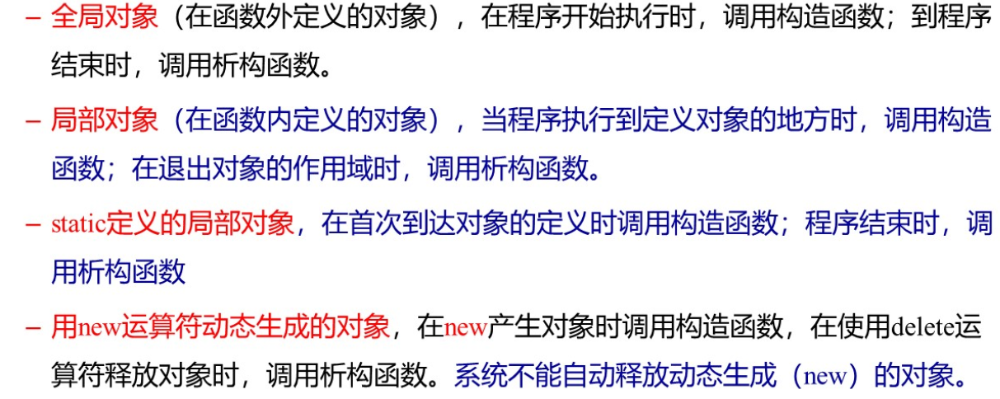 – 全局对象（在函数外定义的对象），在程序开始执行时，调用构造函数；到程序
结束时，调用析构函数。
– 局部对象（在函数内定义的对象），当程序执行到定义对象的地方时，调用构造
函数；在退出对象的作用域时，调用析构函数。
– static定义的局部对象，在首次到达对象的定义时调用构造函数；程序结束时，调
用析构函数
– 用new运算符动态生成的对象，在new产生对象时调用构造函数，在使用delete运
算符释放对象时，调用析构函数。系统不能自动释放动态生成（new）的对象。